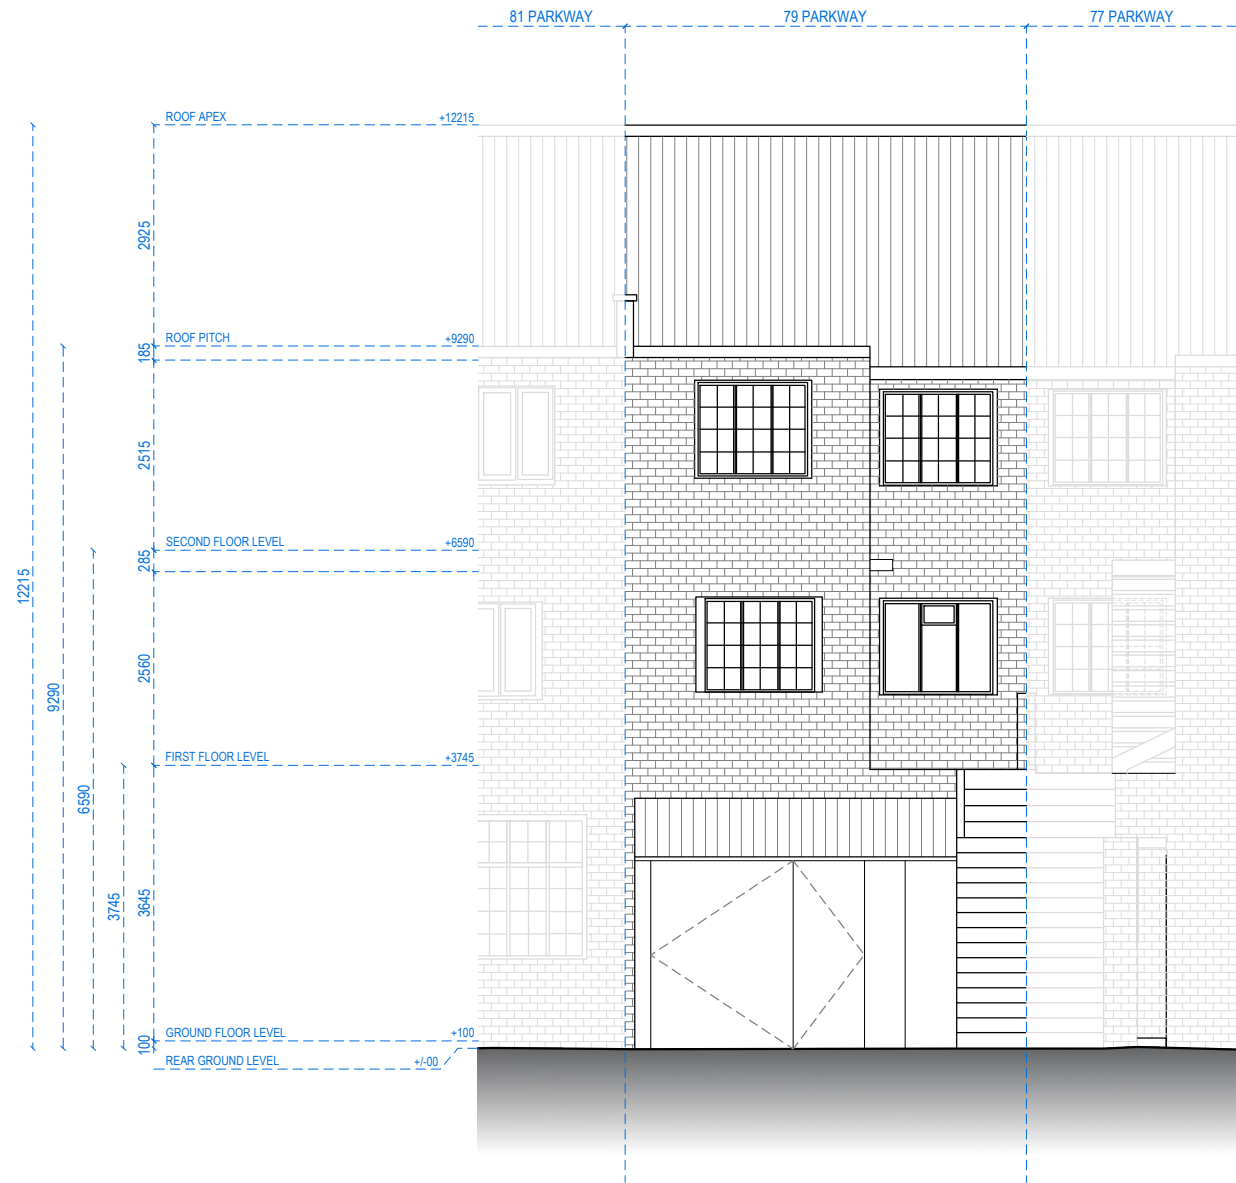 81 PARKWAY 79 PARKWAY 77 PARKWAY
ROOF APEX +12215
2925
ROOF PITCH +9290
185
2515
SECOND FLOOR LEVEL +6590
285
12215
2560
9290
FIRST FLOOR LEVEL +3745
6590
3745
3645
GROUND FLOOR LEVEL +100
100
REAR GROUND LEVEL +/-00